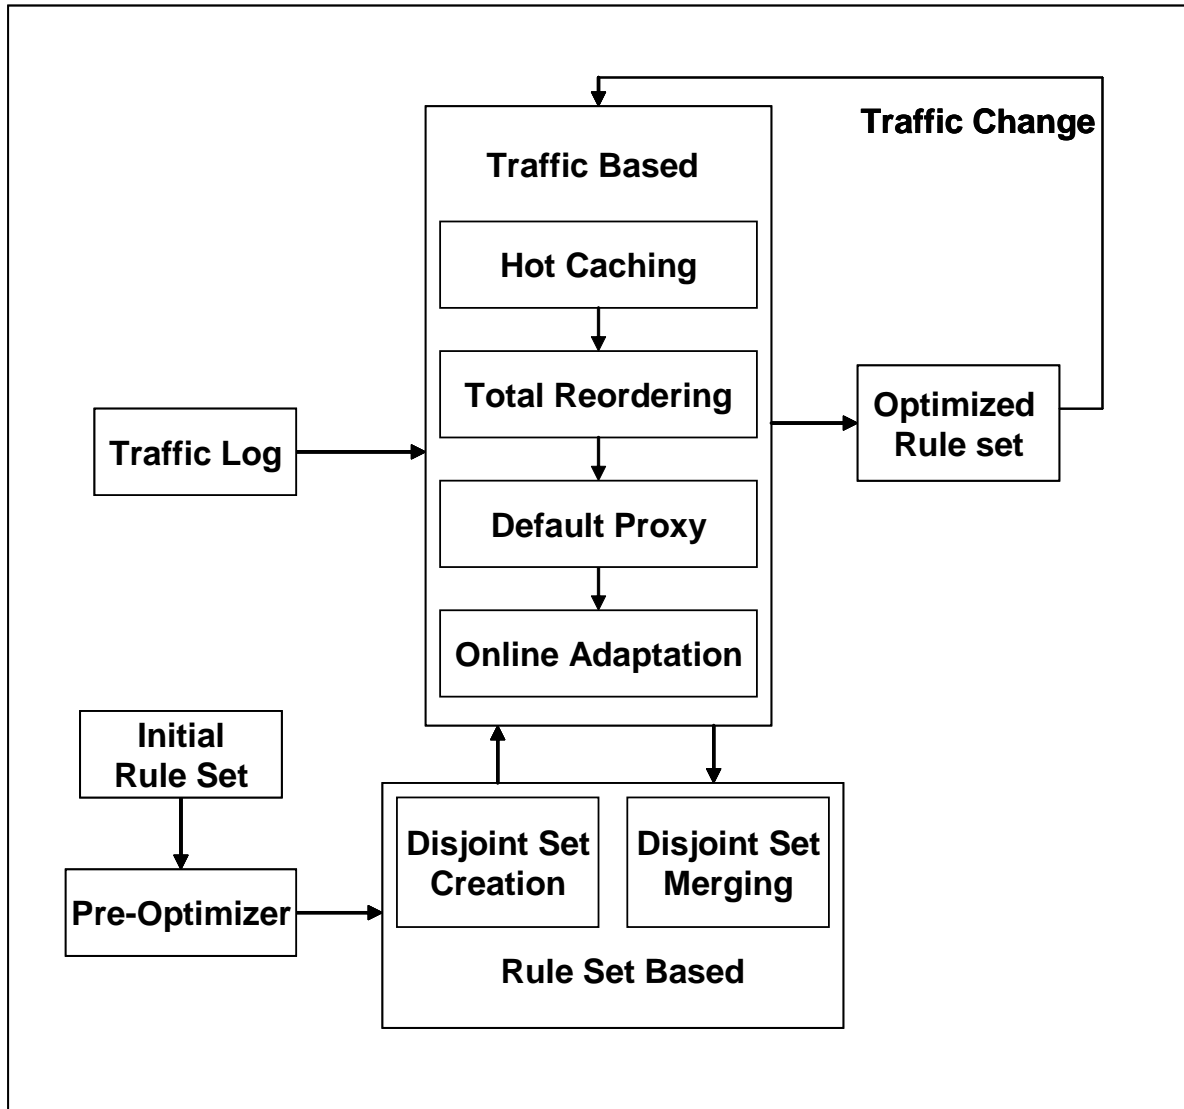 Traffic Change
Traffic Based
Hot Caching
Total Reordering
Optimized
Rule set
Traffic Log
Default Proxy
Online Adaptation
Initial
Rule Set
Disjoint Set
Creation
Disjoint Set
Merging
Pre-Optimizer
Rule Set Based